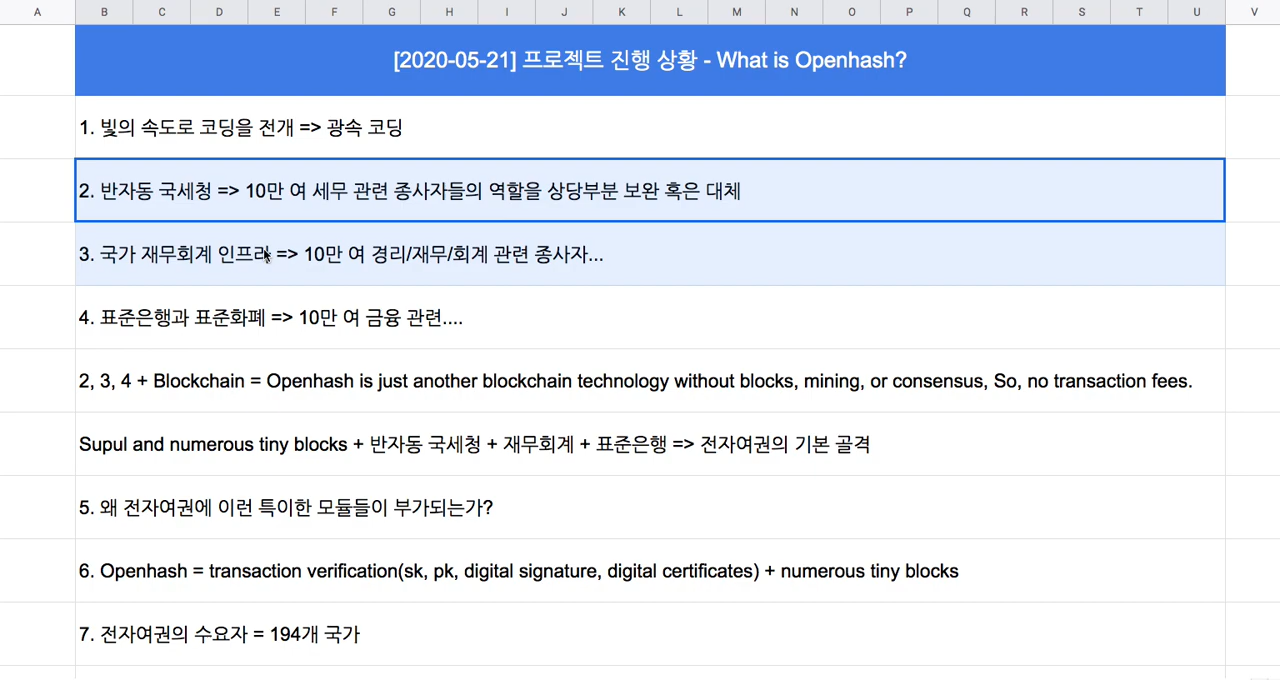 A B C D E F G H I J K L M N O P Q R S T U V
[2020-05-21] 프로젝트 진행 상황 - What is Openhash?
1. 빛의 속도로 코딩을 전개 => 광속 코딩
2. 반자동 국세청 => 10만 여 세무 관련 종사자들의 역할을 상당부분 보완 혹은 대체
3. 국가 재무회계 인프라 => 10만 여 경리/재무/회계 관련 종사자...
4. 표준은행과 표준화폐 => 10만 여 금융 관련....
2, 3, 4 + Blockchain = Openhash is just another blockchain technology without blocks, mining, or consensus, So, no transaction fees.
Supul and numerous tiny blocks + 반자동 국세청 + 재무회계 + 표준은행 => 전자여권의 기본 골격
5. 왜 전자여권에 이런 특이한 모듈들이 부가되는가?
6. Openhash = transaction verification(sk, pk, digital signature, digital certificates) + numerous tiny blocks
7. 전자여권의 수요자 = 194개 국가